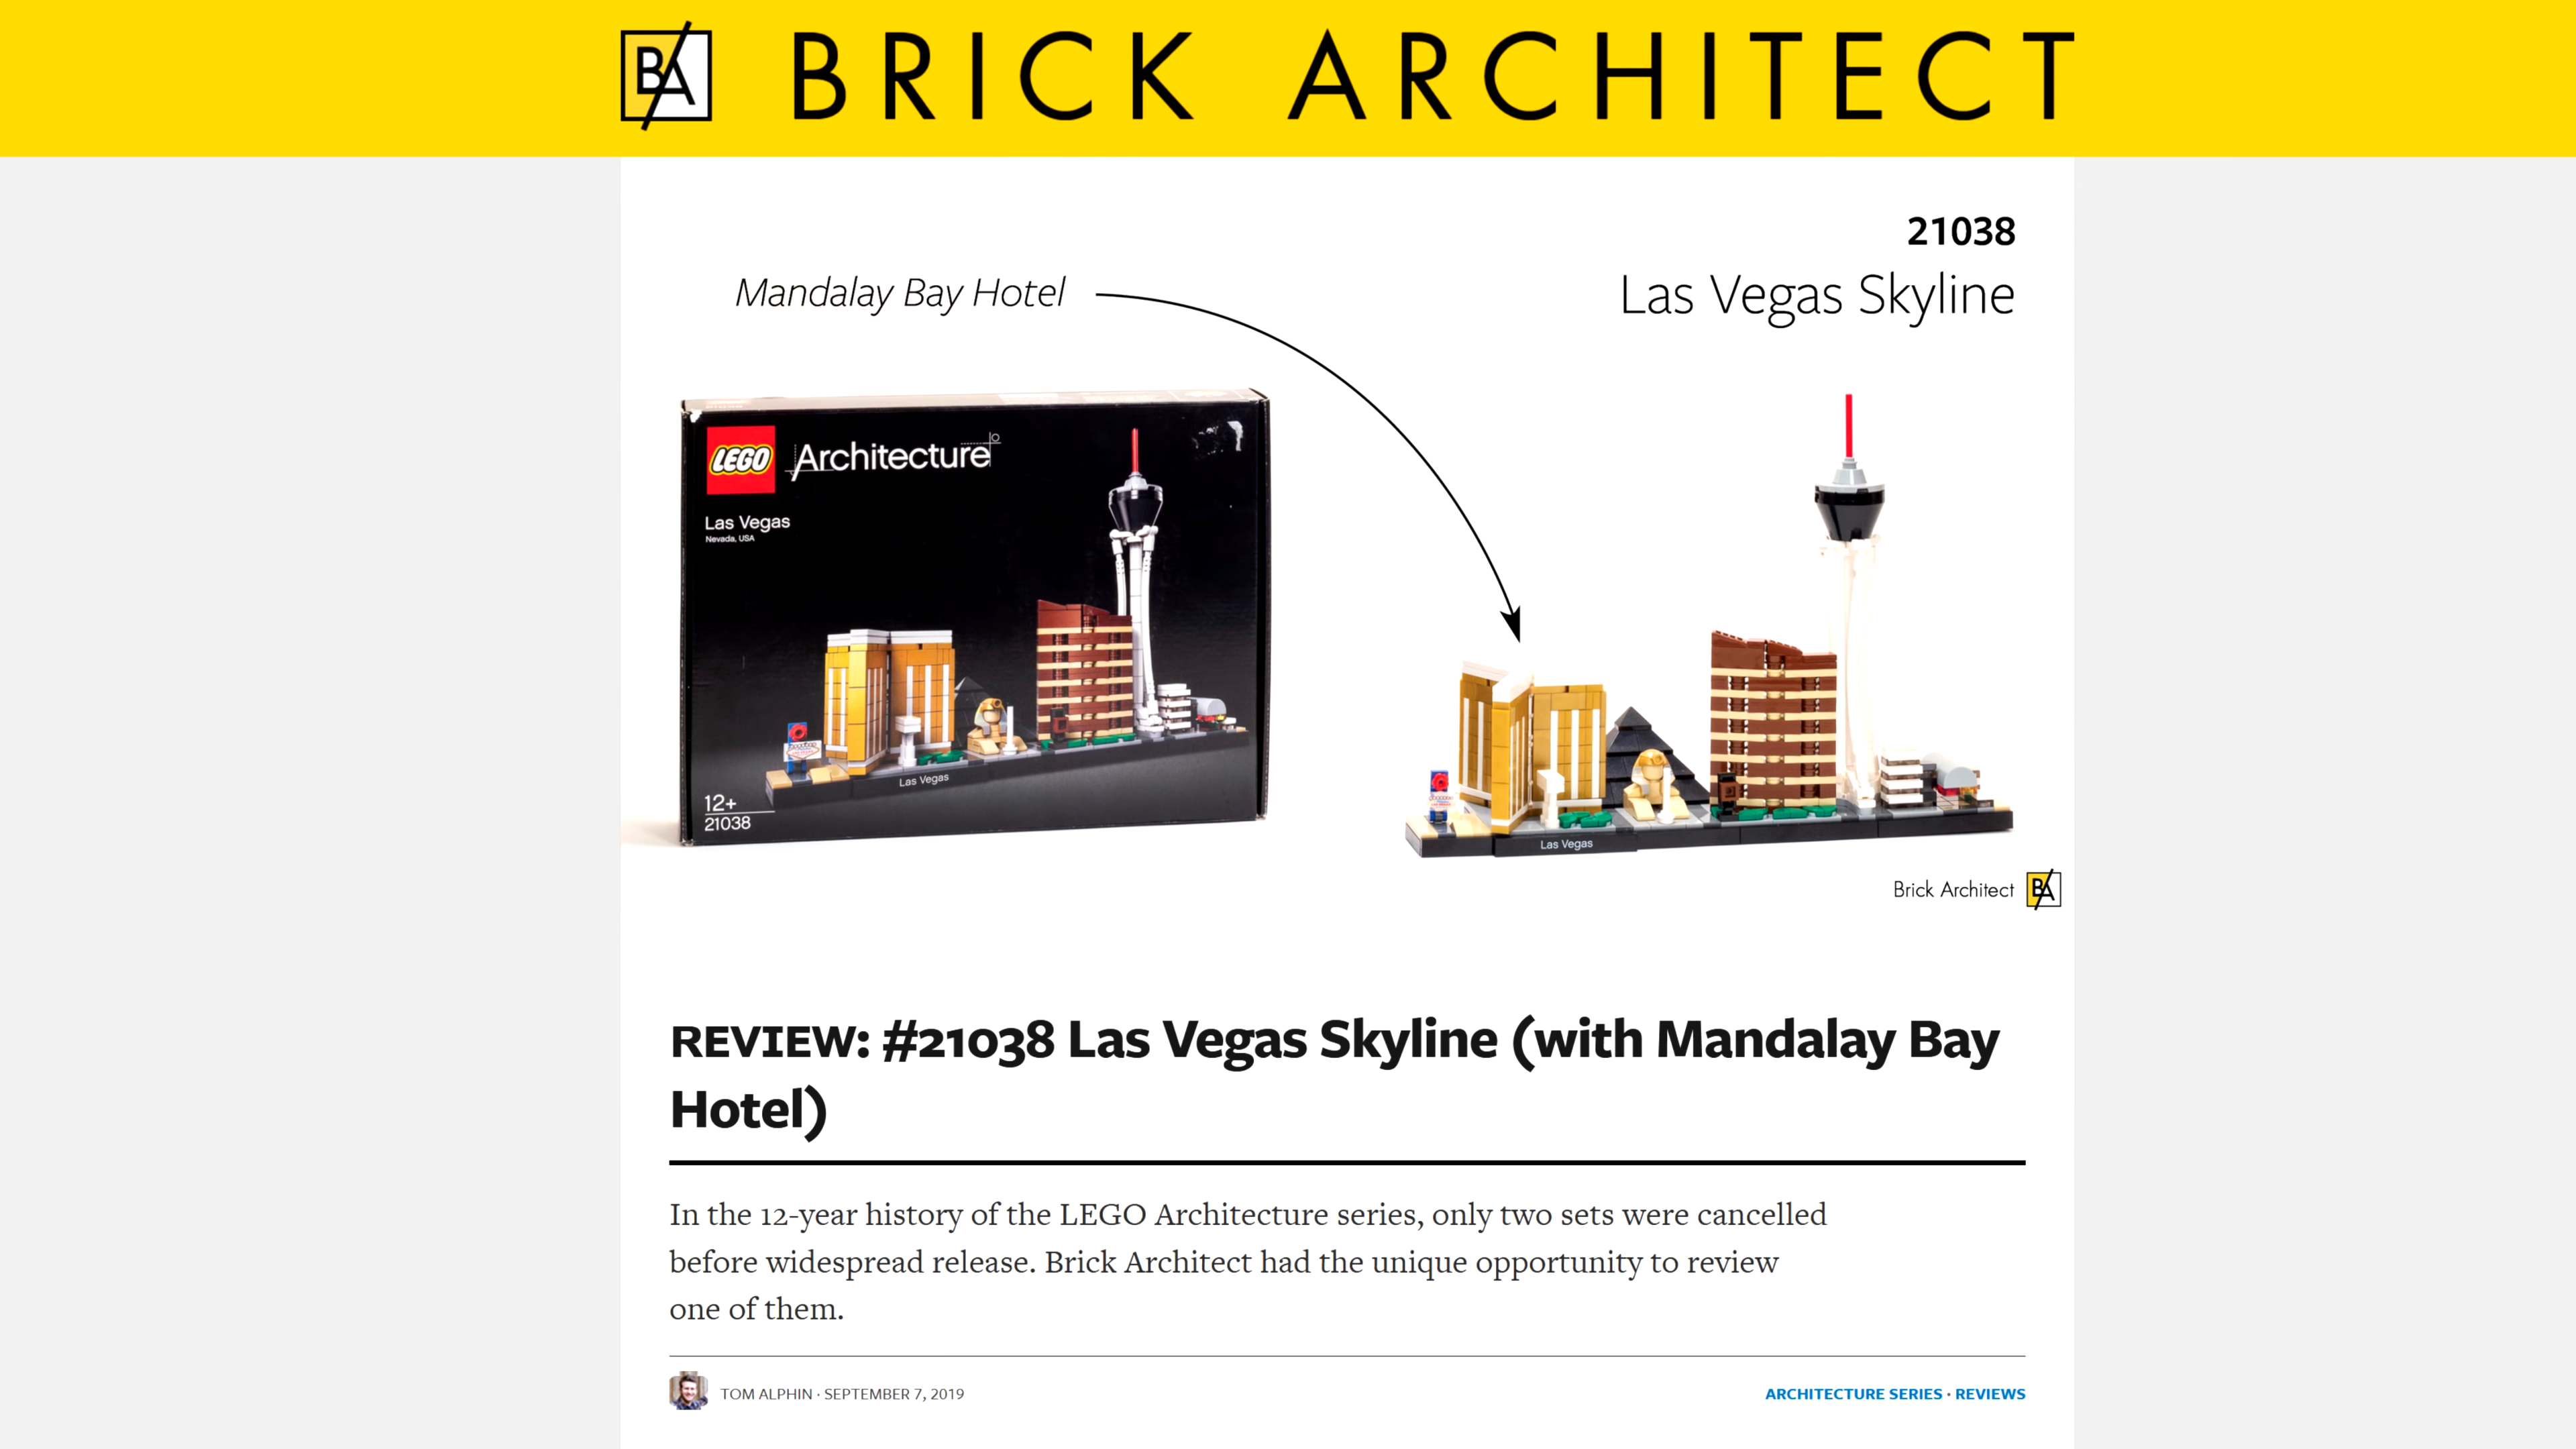 BA BRICK ARCHITECT
21038
Mandalay Bay Hotel
Las Vegas Skyline
LEGO Architecture
Las Vegas
Nevada, USA
Las Vegas
12+
21038
Las Vegas
Brick Architect BA
REVIEW: #21038 Las Vegas Skyline (with Mandalay Bay
Hotel)
In the 12-year history of the LEGO Architecture series, only two sets were cancelled
before widespread release. Brick Architect had the unique opportunity to review
one of them.
TOM ALPHIN · SEPTEMBER 7, 2019
ARCHITECTURE SERIES · REVIEWS